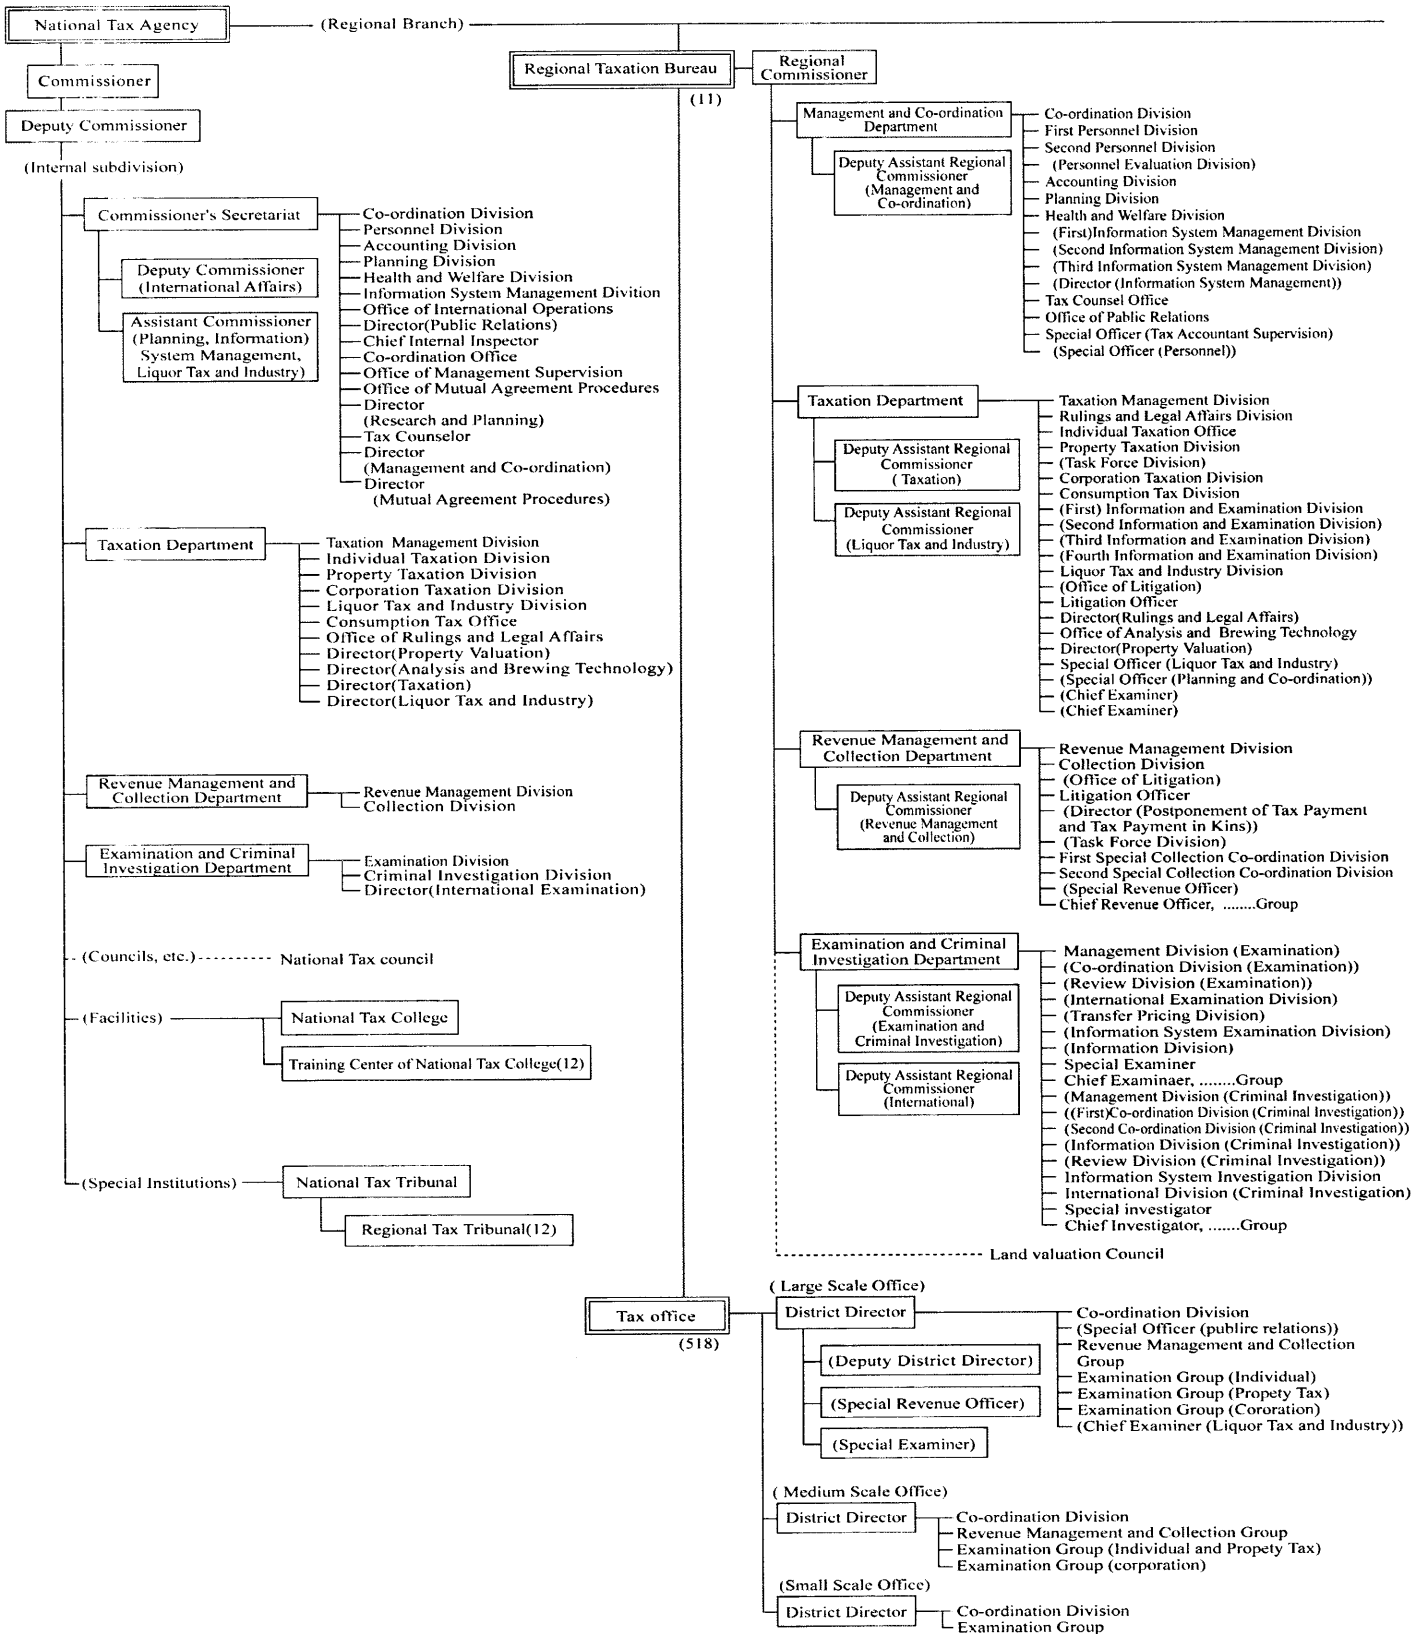 National Tax Agency
(Regional Branch)
Commissioner
Deputy Commissioner
(Internal subdivision)
Commissioner's Secretariat
Deputy Commissioner
(International Affairs)
Assistant Commissioner
(Planning, Information)
System Management,
Liquor Tax and Industry)
Co-ordination Division
Personnel Division
Accounting Division
Planning Division
Health and Welfare Division
Information System Management Divition
Office of International Operations
Director(Public Relations)
Chief Internal Inspector
Co-ordination Office
Office of Management Supervision
Office of Mutual Agreement Procedures
Director
(Research and Planning)
Tax Counselor
Director
(Management and Co-ordination)
Director
(Mutual Agreement Procedures)
Taxation Department
Taxation Management Division
Individual Taxation Division
Property Taxation Division
Corporation Taxation Division
Liquor Tax and Industry Division
Consumption Tax Office
Office of Rulings and Legal Affairs
Director(Property Valuation)
Director(Analysis and Brewing Technology)
Director(Taxation)
Director(Liquor Tax and Industry)
Revenue Management and
Collection Department
Revenue Management Division
Collection Division
Examination and Criminal
Investigation Department
Examination Division
Criminal Investigation Division
Director(International Examination)
(Councils, etc.)
National Tax council
(Facilities)
National Tax College
Training Center of National Tax College(12)
(Special Institutions)
National Tax Tribunal
Regional Tax Tribunal(12)
Regional Taxation Bureau
(11)
Regional
Commissioner
Management and Co-ordination
Department
Deputy Assistant Regional
Commissioner
(Management and
Co-ordination)
Co-ordination Division
First Personnel Division
Second Personnel Division
(Personnel Evaluation Division)
Accounting Division
Planning Division
Health and Welfare Division
(First)Information System Management Division
(Second Information System Management Division)
(Third Information System Management Division)
(Director (Information System Management))
Tax Counsel Office
Office of Public Relations
Special Officer (Tax Accountant Supervision)
(Special Officer (Personnel))
Taxation Department
Deputy Assistant Regional
Commissioner
( Taxation)
Deputy Assistant Regional
Commissioner
(Liquor Tax and Industry)
Taxation Management Division
Rulings and Legal Affairs Division
Individual Taxation Office
Property Taxation Division
(Task Force Division)
Corporation Taxation Division
Consumption Tax Division
(First) Information and Examination Division
(Second Information and Examination Division)
(Third Information and Examination Division)
(Fourth Information and Examination Division)
Liquor Tax and Industry Division
(Office of Litigation)
Litigation Officer
Director(Rulings and Legal Affairs)
Office of Analysis and Brewing Technology
Director(Property Valuation)
Special Officer (Liquor Tax and Industry)
(Special Officer (Planning and Co-ordination))
(Chief Examiner)
(Chief Examiner)
Revenue Management and
Collection Department
Deputy Assistant Regional
Commissioner
(Revenue Management
and Collection)
Revenue Management Division
Collection Division
(Office of Litigation)
Litigation Officer
(Director (Postponement of Tax Payment
and Tax Payment in Kins))
(Task Force Division)
First Special Collection Co-ordination Division
Second Special Collection Co-ordination Division
(Special Revenue Officer)
Chief Revenue Officer, ........Group
Examination and Criminal
Investigation Department
Deputy Assistant Regional
Commissioner
(Examination and
Criminal Investigation)
Deputy Assistant Regional
Commissioner
(International)
Management Division (Examination)
(Co-ordination Division (Examination))
(Review Division (Examination))
(International Examination Division)
(Transfer Pricing Division)
(Information System Examination Division)
(Information Division)
Special Examiner
Chief Examinaer, ........Group
(Management Division (Criminal Investigation))
((First)Co-ordination Division (Criminal Investigation))
(Second Co-ordination Division (Criminal Investigation))
(Information Division (Criminal Investigation))
(Review Division (Criminal Investigation))
Information System Investigation Division
International Division (Criminal Investigation)
Special investigator
Chief Investigator, .......Group
Land valuation Council
Tax office
(518)
( Large Scale Office)
District Director
(Deputy District Director)
(Special Revenue Officer)
(Special Examiner)
Co-ordination Division
(Special Officer (publirc relations))
Revenue Management and Collection
Group
Examination Group (Individual)
Examination Group (Propety Tax)
Examination Group (Cororation)
(Chief Examiner (Liquor Tax and Industry))
( Medium Scale Office)
District Director
Co-ordination Division
Revenue Management and Collection Group
Examination Group (Individual and Propety Tax)
Examination Group (corporation)
(Small Scale Office)
District Director
Co-ordination Division
Examination Group